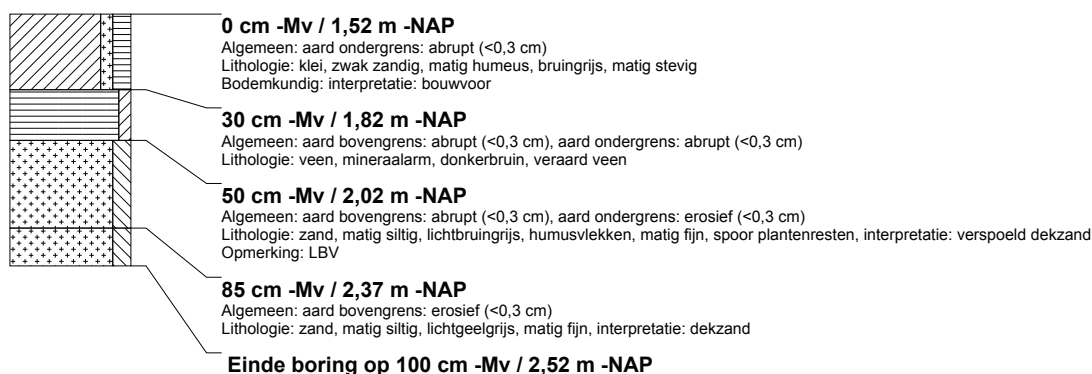 0 cm -Mv / 1,52 m -NAP
Algemeen: aard ondergrens: abrupt (<0,3 cm)
Lithologie: klei, zwak zandig, matig humeus, bruingrijs, matig stevig
Bodemkundig: interpretatie: bouwvoor
30 cm -Mv / 1,82 m -NAP
Algemeen: aard bovengrens: abrupt (<0,3 cm), aard ondergrens: abrupt (<0,3 cm)
Lithologie: veen, mineraalarm, donkerbruin, veraard veen
50 cm -Mv / 2,02 m -NAP
Algemeen: aard bovengrens: abrupt (<0,3 cm), aard ondergrens: erosief (<0,3 cm)
Lithologie: zand, matig siltig, lichtbruingrijs, humusvlekken, matig fijn, spoor plantenresten, interpretatie: verspoeld dekzand
Opmerking: LBV
85 cm -Mv / 2,37 m -NAP
Algemeen: aard bovengrens: erosief (<0,3 cm)
Lithologie: zand, matig siltig, lichtgeelgrijs, matig fijn, interpretatie: dekzand
Einde boring op 100 cm -Mv / 2,52 m -NAP